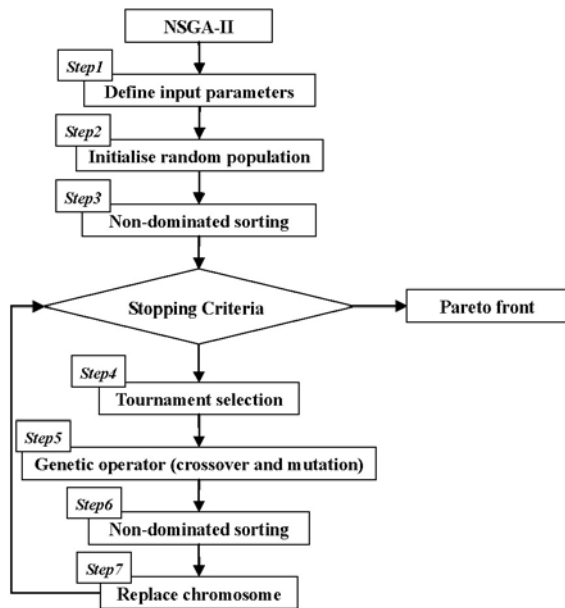 NSGA-II
Step1
Define input parameters
Step2
Initialise random population
Step3
Non-dominated sorting
Stopping Criteria
Pareto front
Step4
Tournament selection
Step5
Genetic operator (crossover and mutation)
Step6
Non-dominated sorting
Step7
Replace chromosome